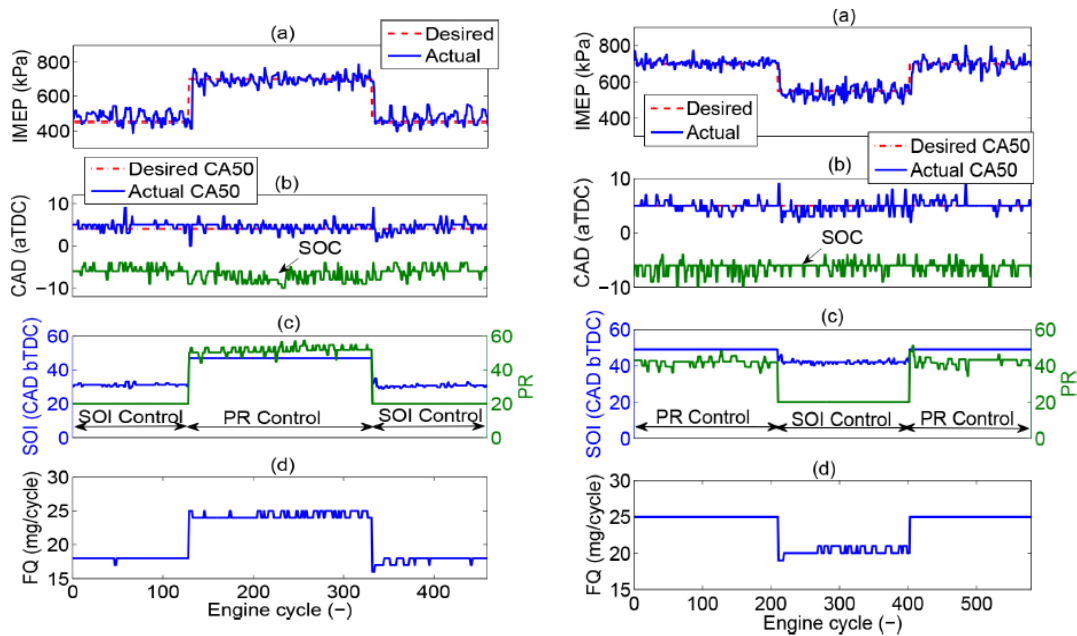 (a)
Desired
Actual
IMEP (kPa)
800
600
400
Desired CA50
Actual CA50
(b)
CAD (aTDC)
10
0
−10
SOC
(c)
SOI (CAD bTDC)
60
40
20
0
60
40
20
0
PR
SOI Control
PR Control
SOI Control
(d)
FQ (mg/cycle)
30
25
20
15
0
100
200
300
400
Engine cycle (−)
(a)
IMEP (kPa)
800
600
400
Desired
Actual
Desired CA50
Actual CA50
(b)
CAD (aTDC)
10
0
−10
SOC
(c)
SOI (CAD bTDC)
60
40
20
0
60
40
20
0
PR
PR Control
SOI Control
PR Control
(d)
FQ (mg/cycle)
30
25
20
15
0
100
200
300
400
500
Engine cycle (−)